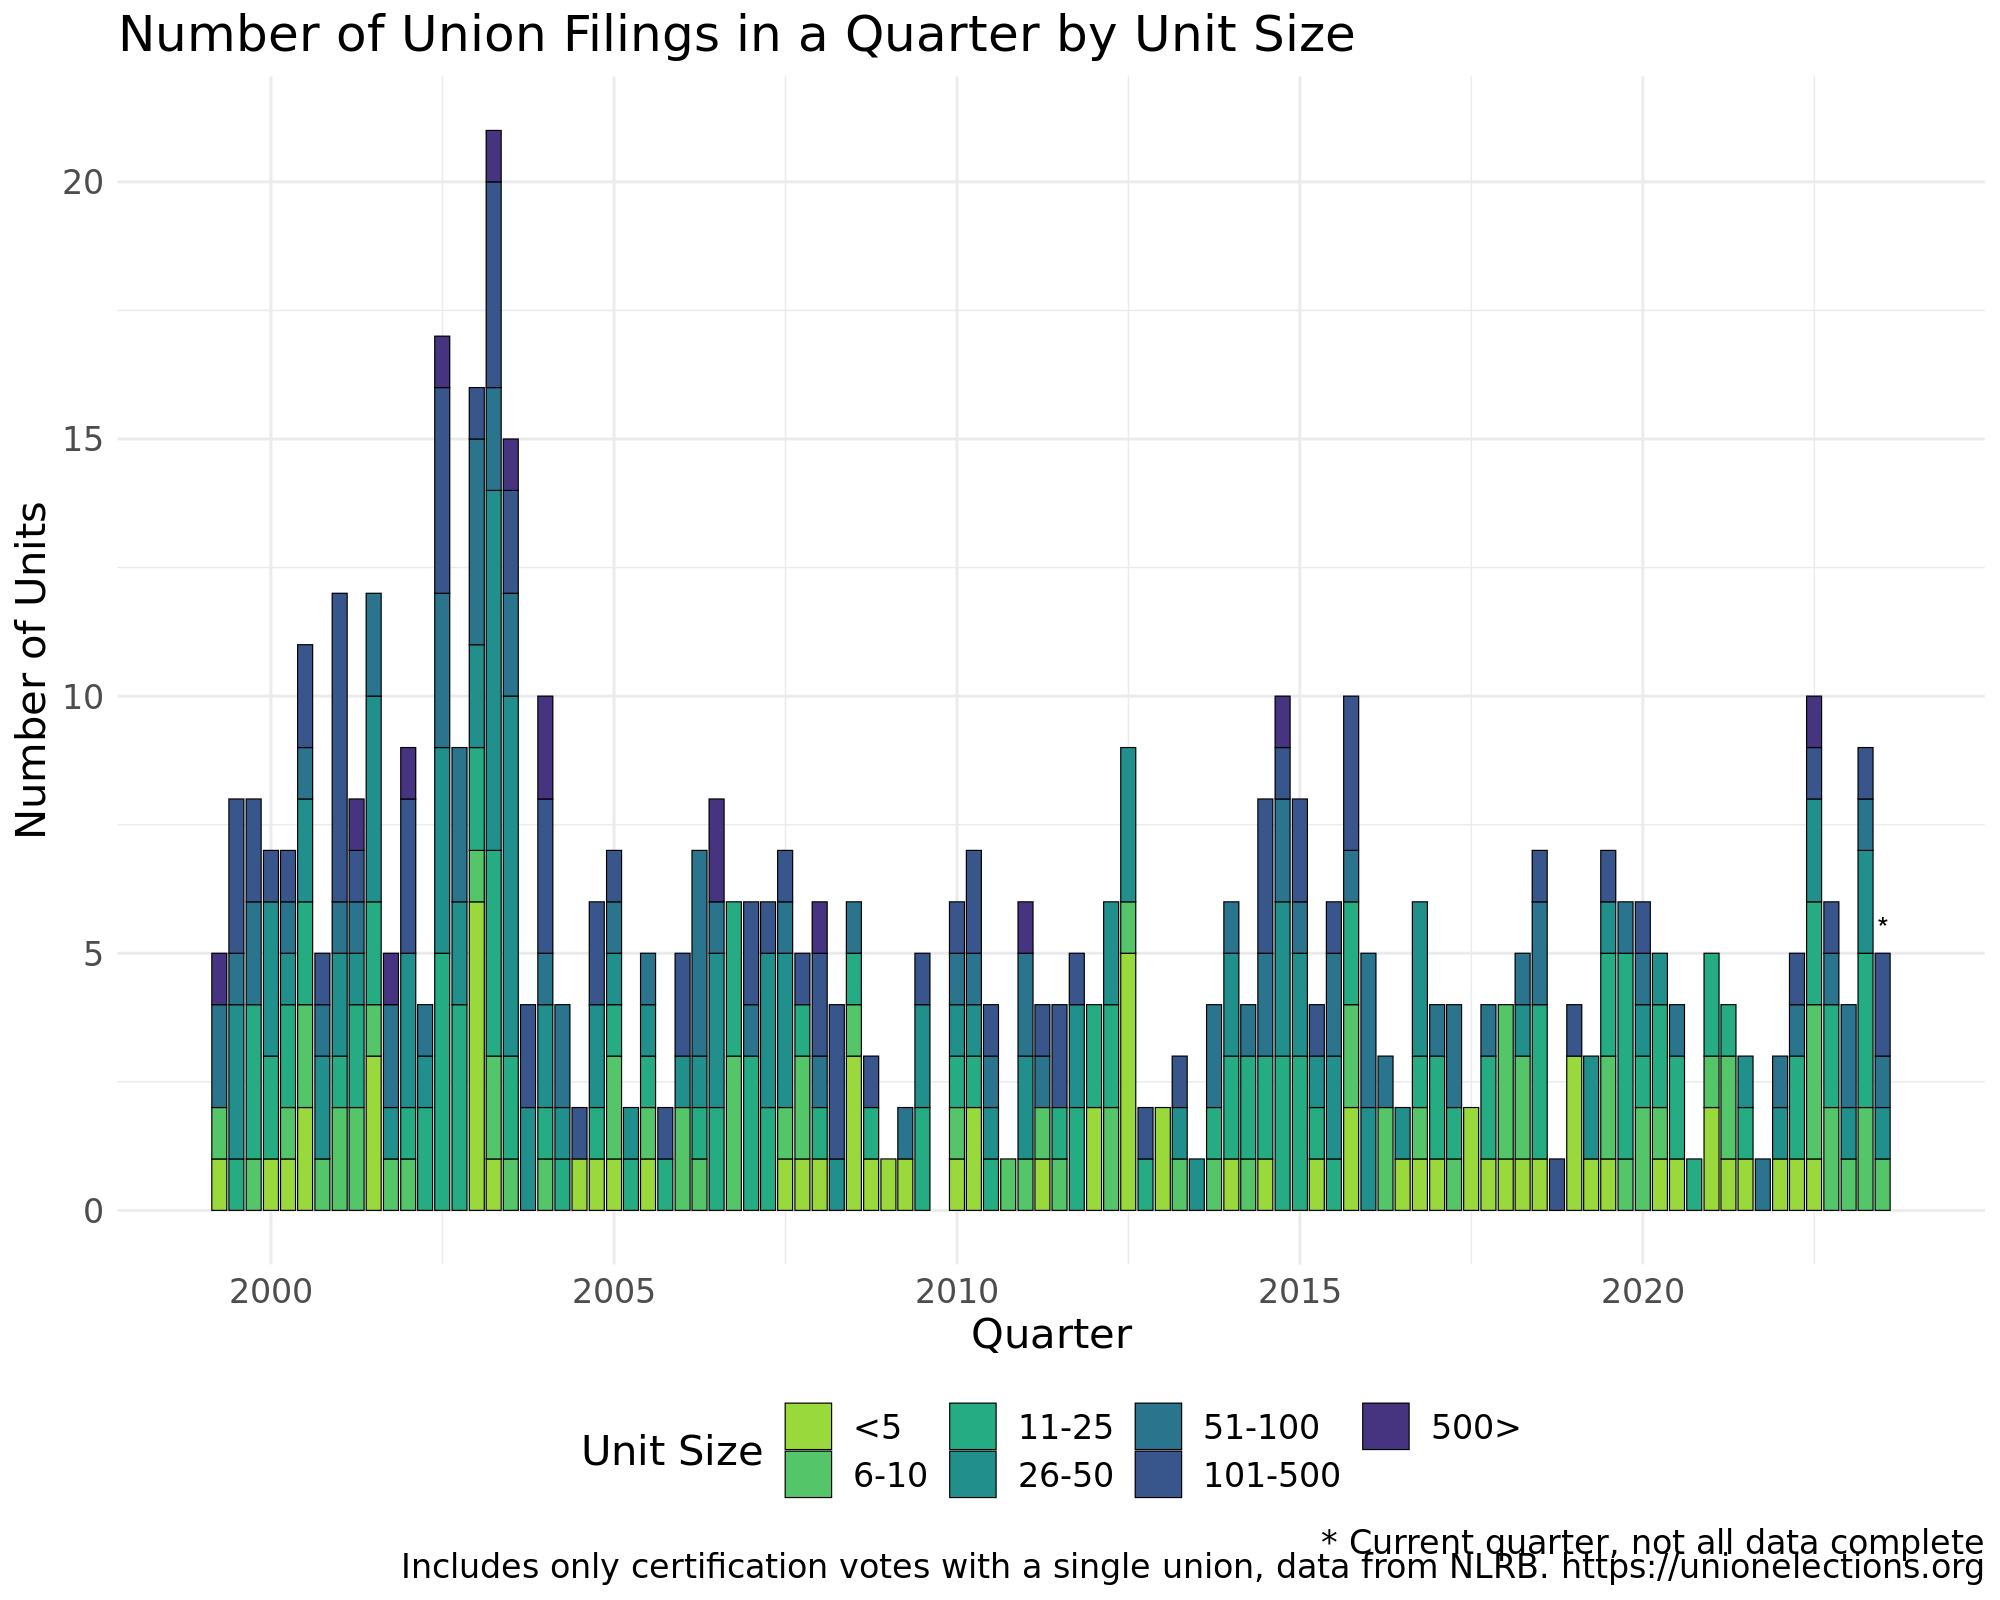 Number of Union Filings in a Quarter by Unit Size
Number of Units
20
15
10
5
0
*
2000 2005 2010 2015 2020
Quarter
Unit Size
<5 11-25 51-100 500>
6-10 26-50 101-500
* Current quarter, not all data complete
Includes only certification votes with a single union, data from NLRB. https://unionelections.org